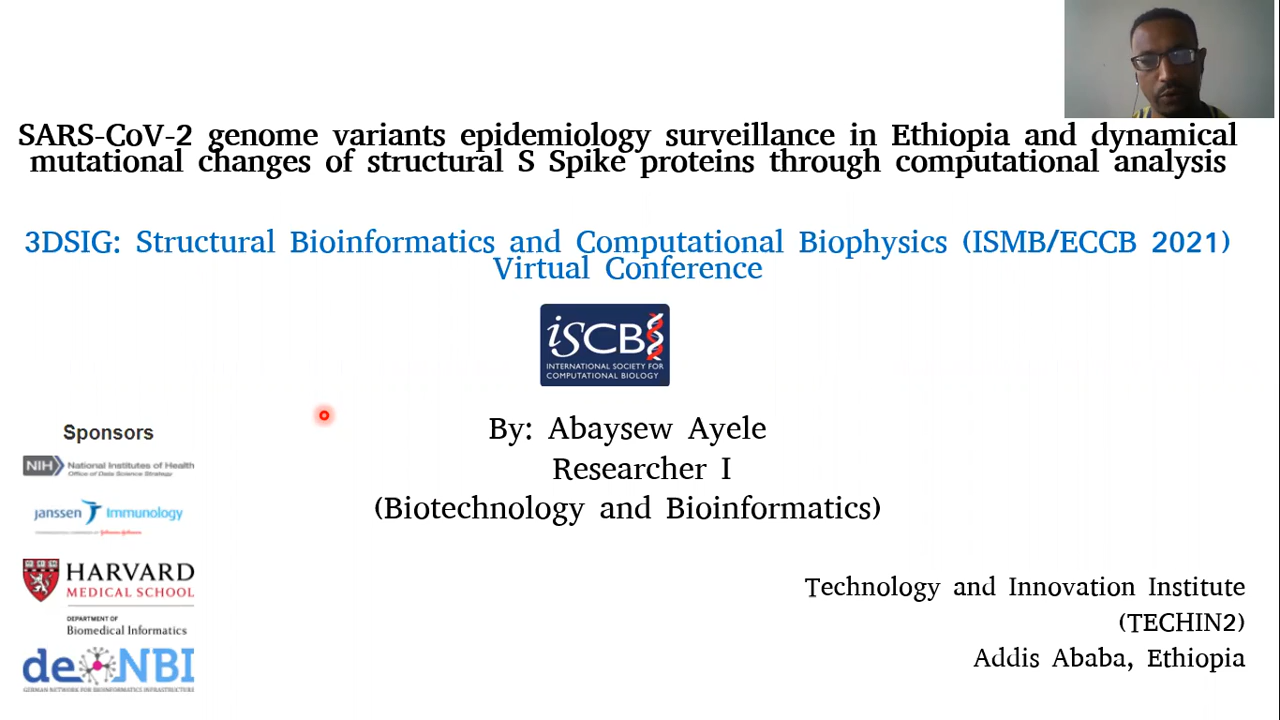 SARS-CoV-2 genome variants epidemiology surveillance in Ethiopia and dynamical
mutational changes of structural S Spike proteins through computational analysis
3DSIG: Structural Bioinformatics and Computational Biophysics (ISMB/ECCB 2021)
Virtual Conference
iSCB
INTERNATIONAL SOCIETY FOR
COMPUTATIONAL BIOLOGY
By: Abaysew Ayele
Researcher I
(Biotechnology and Bioinformatics)
Sponsors
NIH National Institutes of Health
Office of Data Science Strategy
janssen Immunology
HARVARD
MEDICAL SCHOOL
DEPARTMENT OF
Biomedical Informatics
de NBI
GERMAN NETWORK FOR BIOINFORMATICS INFRASTRUCTURE
Technology and Innovation Institute
(TECHIN2)
Addis Ababa, Ethiopia